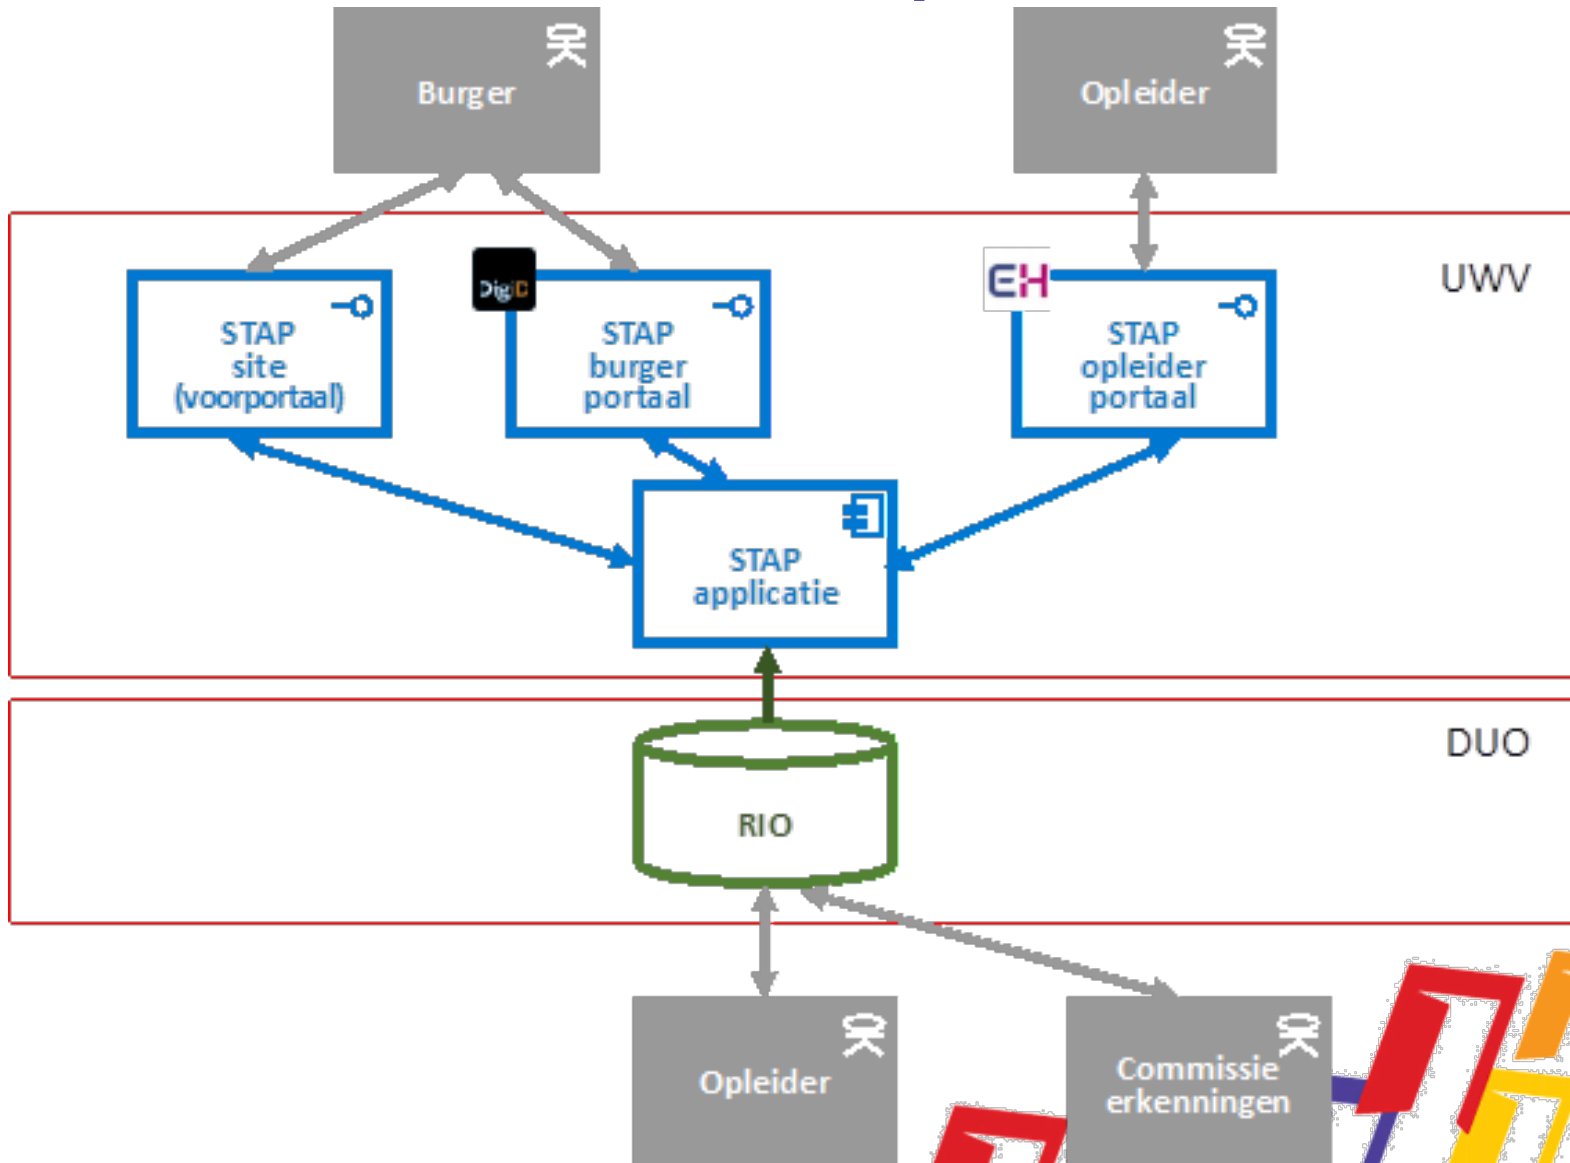 Burger
Opleider
UWV
DigiD
EH
STAP
site
(voorportaal)
STAP
burger
portaal
STAP
opleider
portaal
STAP
applicatie
DUO
RIO
Opleider
Commissie
erkenningen